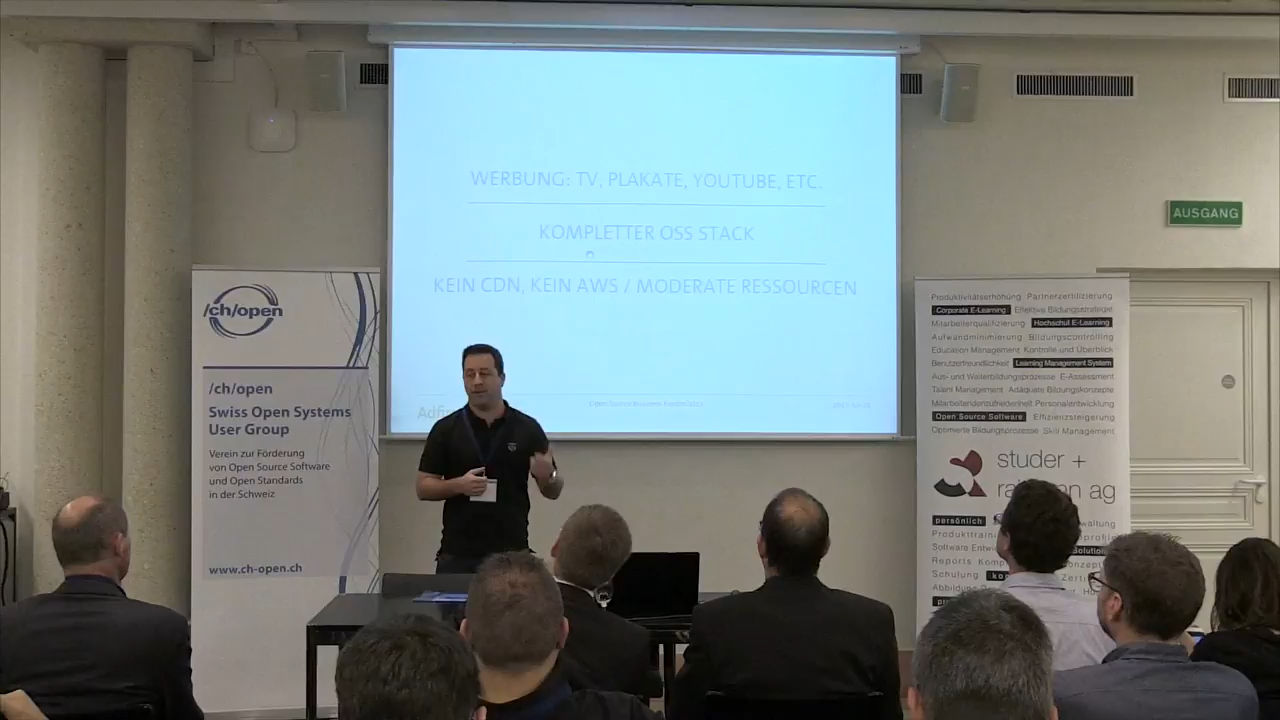 WERBUNG: TV, PLAKATE, YOUTUBE, ETC.
KOMPLETTER OSS STACK
KEIN CDN, KEIN AWS / MODERATE RESSOURCEN
AUSGANG
/ch/open
/ch/open
Swiss Open Systems
User Group
Verein zur Förderung
von Open Source Software
und Open Standards
in der Schweiz
www.ch-open.ch
Produktivitätserhöhung Partnerzertifizierung
Corporate E-Learning Effektive Bildungsstrategie
Mitarbeiterqualifizierung Hochschul E-Learning
Aufwandminimierung Bildungscontrolling
Education Management Kontrolle und Überblick
Benutzerfreundlichkeit Learning Management System
Aus- und Weiterbildungsprozesse E-Assessment
Talent Management Adäquate Bildungskonzepte
Mitarbeitendenzufriedenheit Personalentwicklung
Open Source Software Effizienzsteigerung
Optimierte Bildungsprozesse Skill Management
studer +
ag
persönlich
Schulung